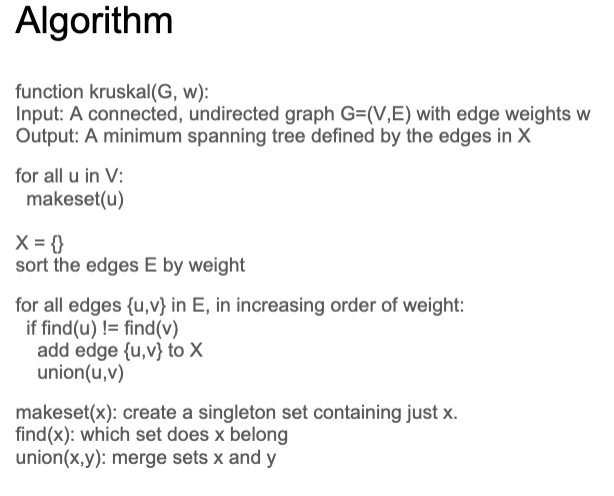 Algorithm
function kruskal(G, w):
Input: A connected, undirected graph G=(V,E) with edge weights w
Output: A minimum spanning tree defined by the edges in X
for all u in V:
makeset(u)
X = {}
sort the edges E by weight
for all edges {u,v} in E, in increasing order of weight:
if find(u) != find(v)
add edge {u,v} to X
union(u,v)
makeset(x): create a singleton set containing just x.
find(x): which set does x belong
union(x,y): merge sets x and y